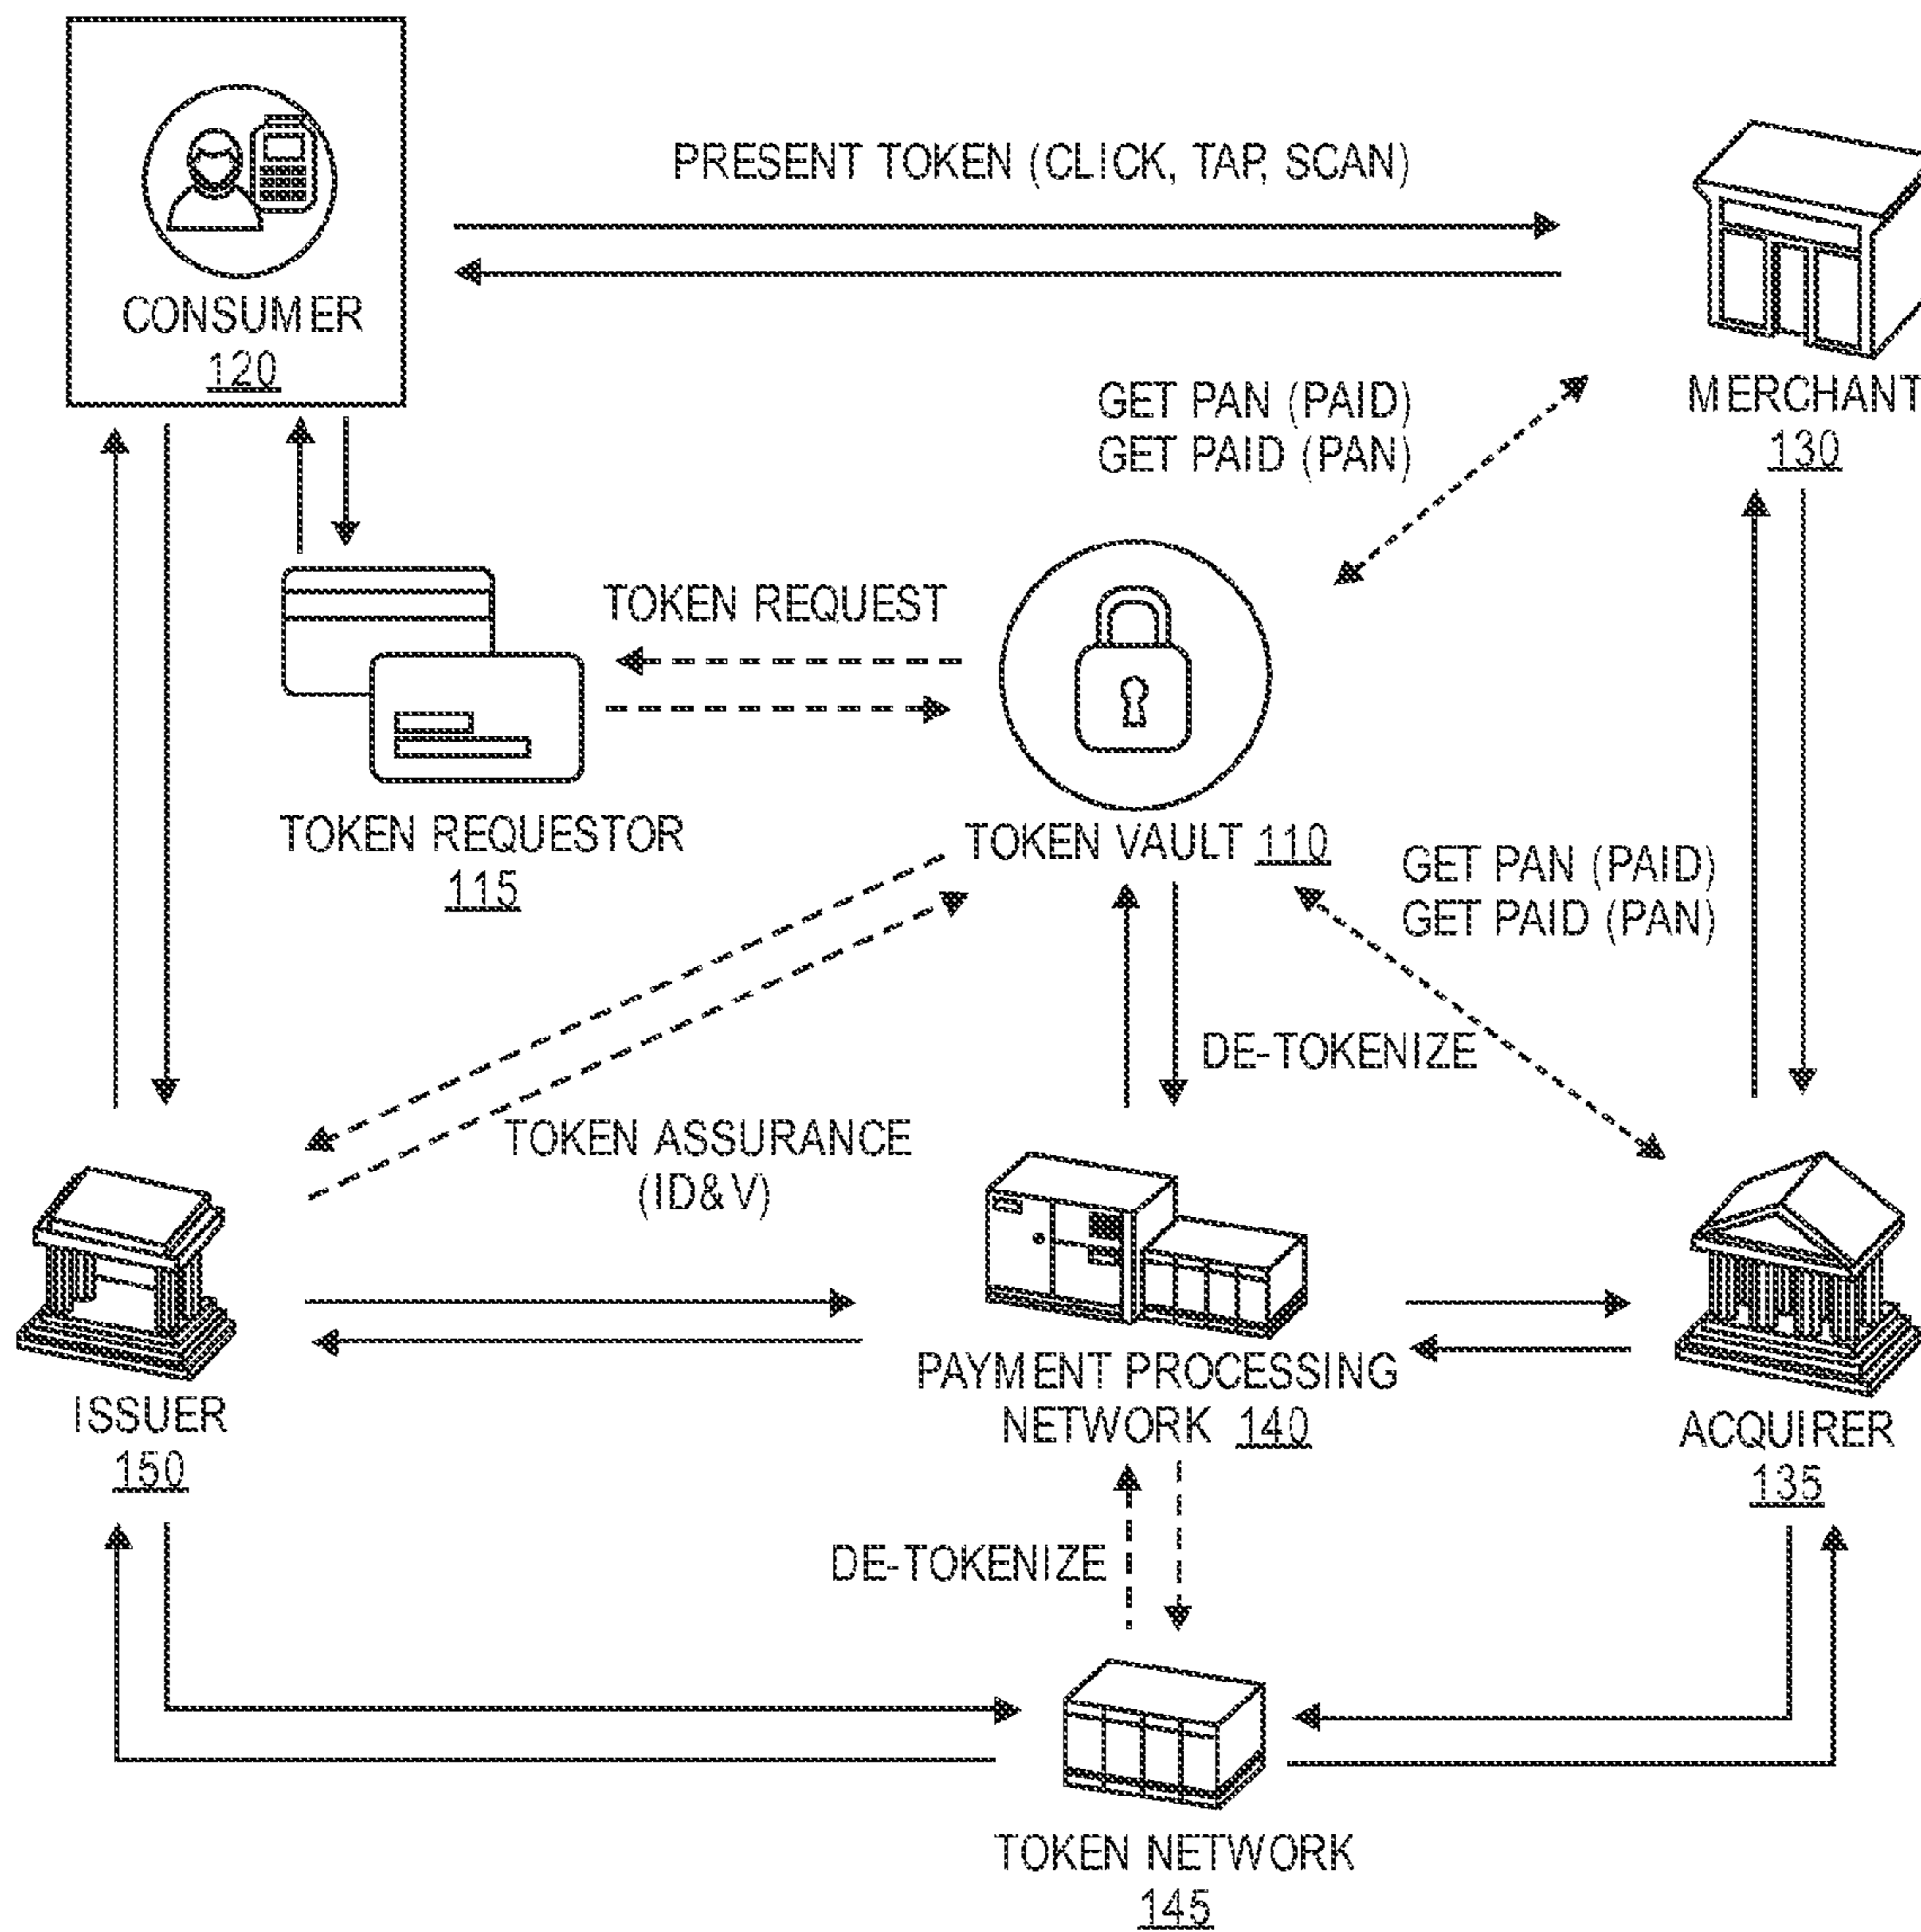 PRESENT TOKEN (CLICK, TAP, SCAN)
CONSUMER
120
MERCHANT
130
GET PAN (PAID)
GET PAID (PAN)
TOKEN REQUEST
TOKEN REQUESTOR
115
TOKEN VAULT 110
GET PAN (PAID)
GET PAID (PAN)
DE-TOKENIZE
TOKEN ASSURANCE
(ID&V)
ISSUER
150
PAYMENT PROCESSING
NETWORK 140
ACQUIRER
135
DE-TOKENIZE
TOKEN NETWORK
145